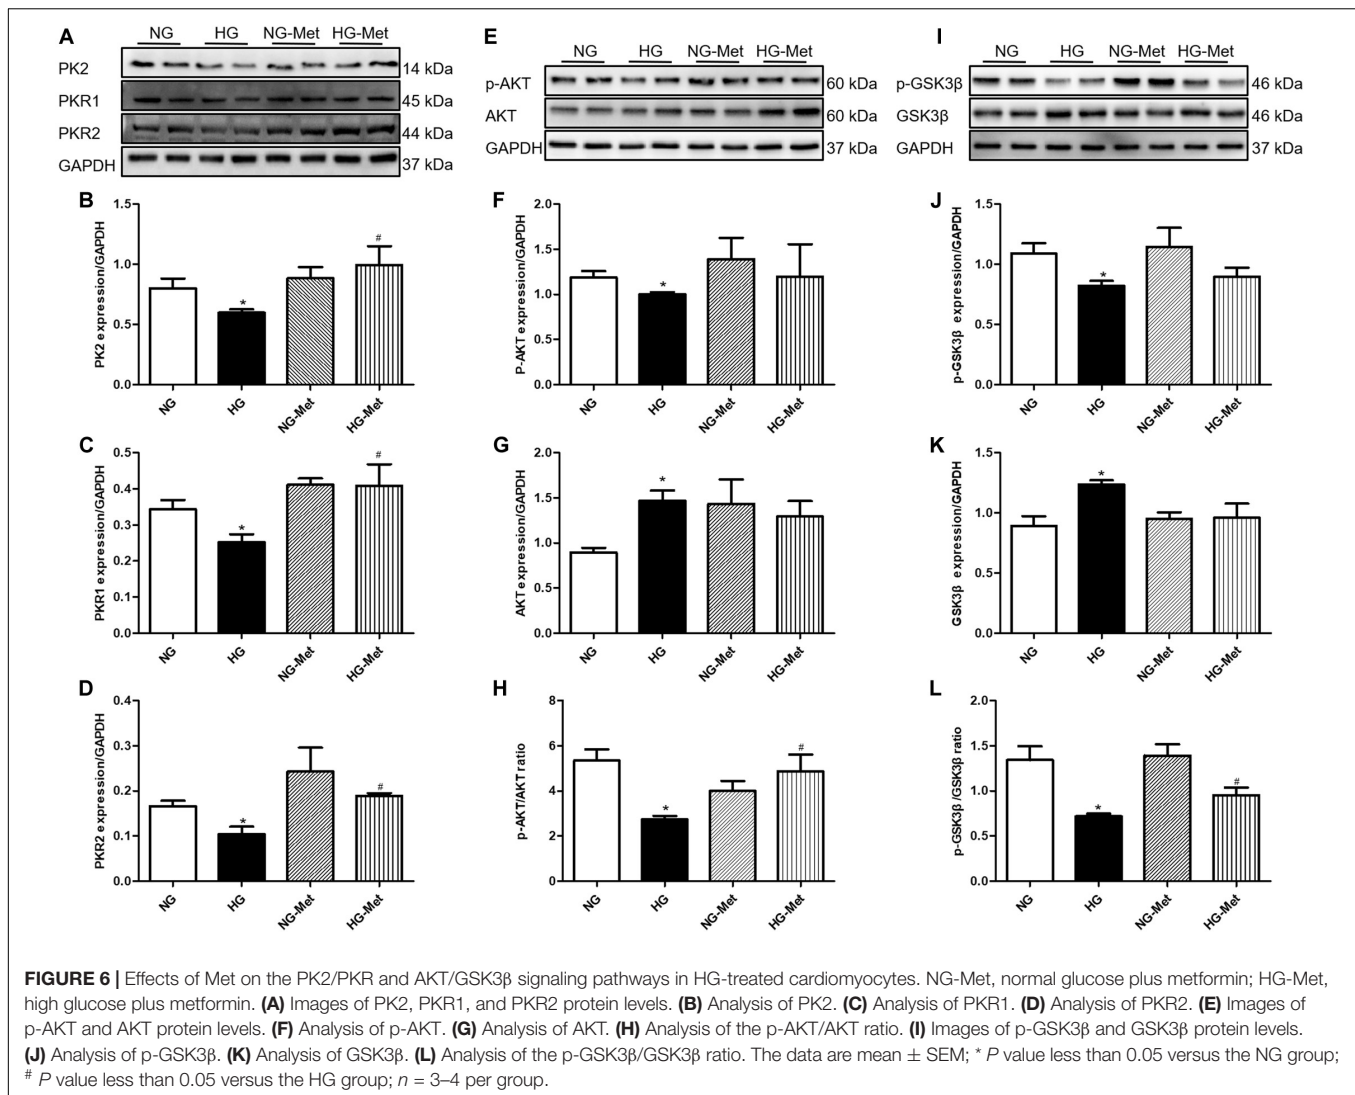 A
NG HG NG-Met HG-Met
PK2 14 kDa
PKR1 45 kDa
PKR2 44 kDa
GAPDH 37 kDa
E
NG HG NG-Met HG-Met
p-AKT 60 kDa
AKT 60 kDa
GAPDH 37 kDa
I
NG HG NG-Met HG-Met
p-GSK3β 46 kDa
GSK3β 46 kDa
GAPDH 37 kDa
B
PK2 expression/GAPDH
1.5
1.0
0.5
0.0
* #
NG HG NG-Met HG-Met
F
P-AKT expression/GAPDH
2.0
1.5
1.0
0.5
0.0
*
NG HG NG-Met HG-Met
J
p-GSK3β expression/GAPDH
1.5
1.0
0.5
0.0
*
NG HG NG-Met HG-Met
C
PKR1 expression/GAPDH
0.5
0.4
0.3
0.2
0.1
0.0
* #
NG HG NG-Met HG-Met
G
AKT expression/GAPDH
2.0
1.5
1.0
0.5
0.0
*
NG HG NG-Met HG-Met
K
GSK3β expression/GAPDH
1.5
1.0
0.5
0.0
*
NG HG NG-Met HG-Met
D
PKR2 expression/GAPDH
0.4
0.3
0.2
0.1
0.0
* #
NG HG NG-Met HG-Met
H
p-AKT/AKT ratio
8
6
4
2
0
* #
NG HG NG-Met HG-Met
L
p-GSK3β/GSK3β ratio
2.0
1.5
1.0
0.5
0.0
* #
NG HG NG-Met HG-Met
FIGURE 6 | Effects of Met on the PK2/PKR and AKT/GSK3β signaling pathways in HG-treated cardiomyocytes. NG-Met, normal glucose plus metformin; HG-Met,
high glucose plus metformin. (A) Images of PK2, PKR1, and PKR2 protein levels. (B) Analysis of PK2. (C) Analysis of PKR1. (D) Analysis of PKR2. (E) Images of
p-AKT and AKT protein levels. (F) Analysis of p-AKT. (G) Analysis of AKT. (H) Analysis of the p-AKT/AKT ratio. (I) Images of p-GSK3β and GSK3β protein levels.
(J) Analysis of p-GSK3β. (K) Analysis of GSK3β. (L) Analysis of the p-GSK3β/GSK3β ratio. The data are mean ± SEM; * P value less than 0.05 versus the NG group;
# P value less than 0.05 versus the HG group; n = 3–4 per group.